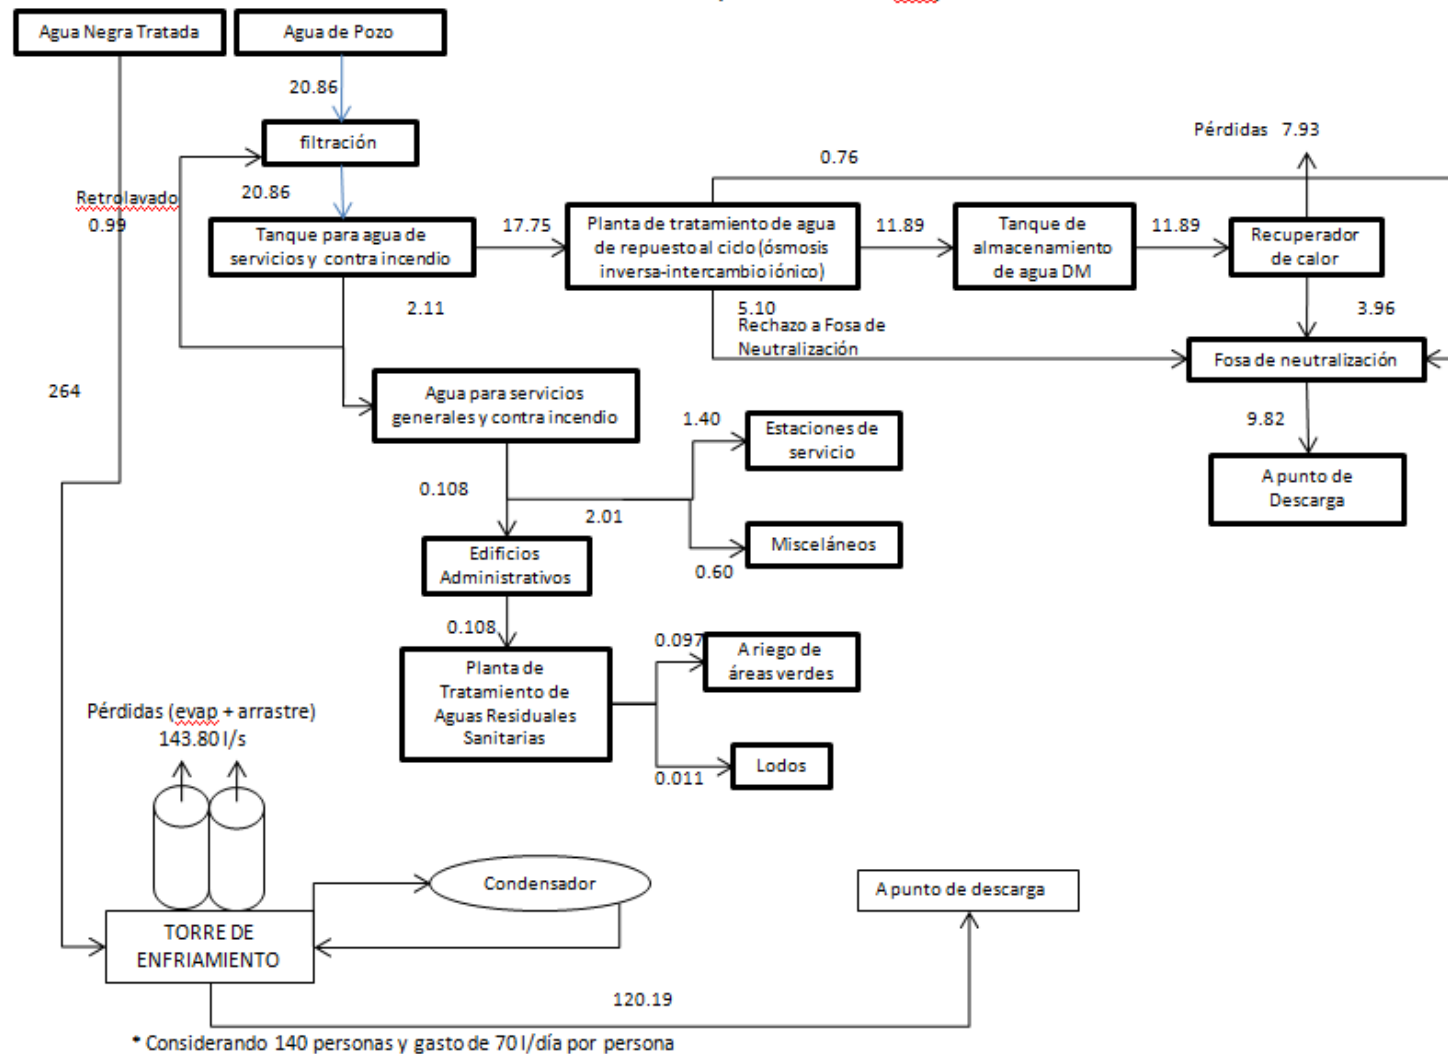 Agua Negra Tratada
Agua de Pozo
20.86
filtración
Pérdidas 7.93
0.76
Retrolavado
0.99
20.86
Tanque para agua de
servicios y contra incendio
17.75
Planta de tratamiento de agua
de repuesto al ciclo (ósmosis
inversa-intercambio iónico)
11.89
Tanque de
almacenamiento
de agua DM
11.89
Recuperador
de calor
2.11
5.10
Rechazo a Fosa de
Neutralización
3.96
Fosa de neutralización
264
Agua para servicios
generales y contra incendio
1.40
Estaciones de
servicio
9.82
A punto de
Descarga
0.108
2.01
Misceláneos
0.60
Edificios
Administrativos
0.108
0.097
A riego de
áreas verdes
Planta de
Tratamiento de
Aguas Residuales
Sanitarias
Lodos
0.011
Pérdidas (evap + arrastre)
143.80 l/s
Condensador
A punto de descarga
TORRE DE
ENFRIAMIENTO
120.19
* Considerando 140 personas y gasto de 70 l/día por persona